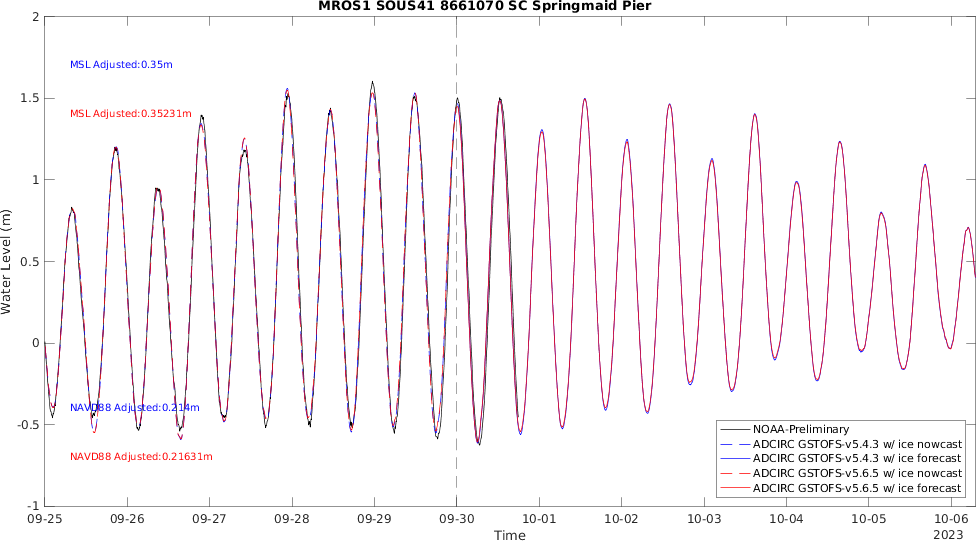 MROS1 SOUS41 8661070 SC Springmaid Pier
2
1.5
1
0.5
0
-0.5
-1
Water Level (m)
MSL Adjusted:0.35m
MSL Adjusted:0.35231m
NAVD88 Adjusted:0.214m
NAVD88 Adjusted:0.21631m
NOAA-Preliminary
ADCIRC GSTOFS-v5.4.3 w/ ice nowcast
ADCIRC GSTOFS-v5.4.3 w/ ice forecast
ADCIRC GSTOFS-v5.6.5 w/ ice nowcast
ADCIRC GSTOFS-v5.6.5 w/ ice forecast
09-25 09-26 09-27 09-28 09-29 09-30 10-01 10-02 10-03 10-04 10-05 10-06
2023
Time